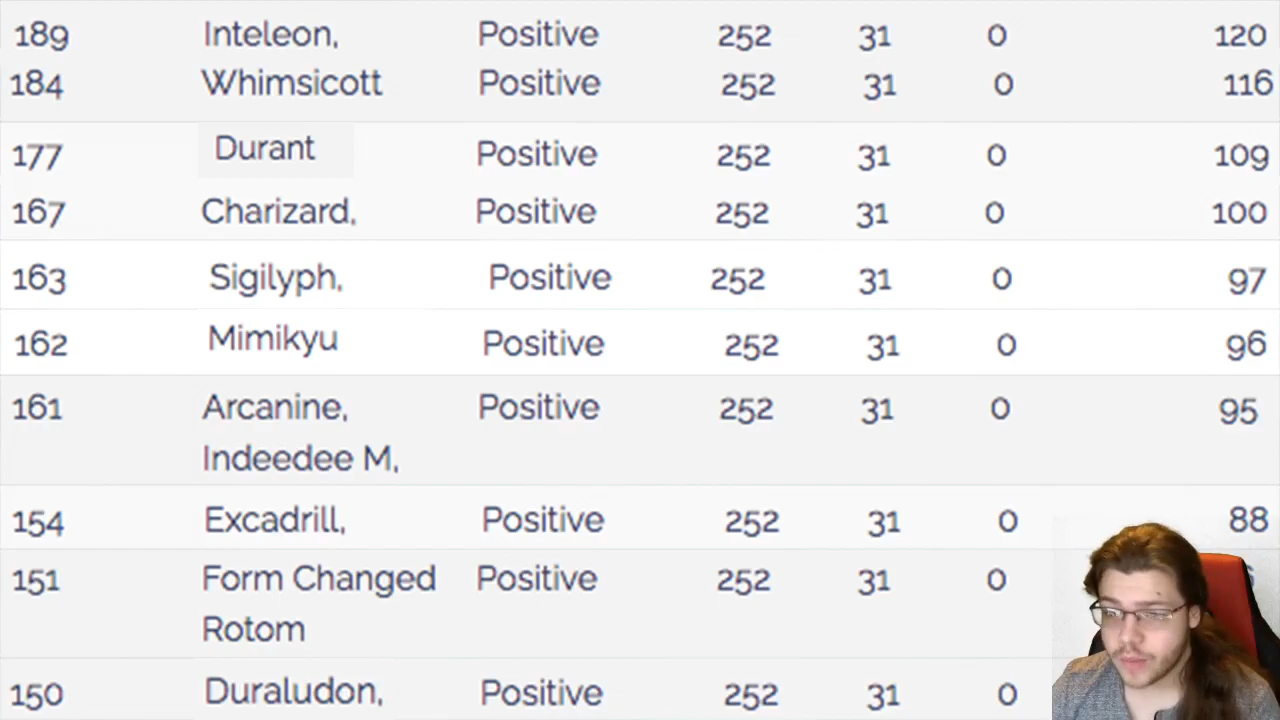 189 Inteleon, Positive 252 31 0 120
184 Whimsicott Positive 252 31 0 116
177 Durant Positive 252 31 0 109
167 Charizard, Positive 252 31 0 100
163 Sigilyph, Positive 252 31 0 97
162 Mimikyu Positive 252 31 0 96
161 Arcanine, Positive 252 31 0 95
Indeedee M,
154 Excadrill, Positive 252 31 0 88
151 Form Changed Positive 252 31 0
Rotom
150 Duraludon, Positive 252 31 0